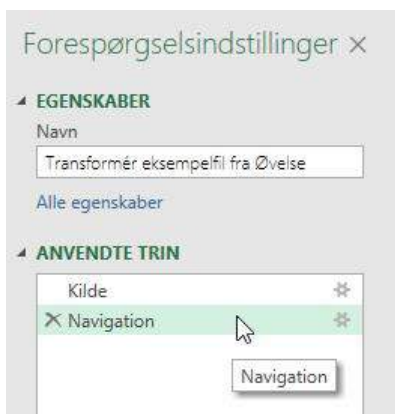 Forespørgselsindstillinger ×
EGENSKABER
Navn
Transformér eksempelfil fra Øvelse
Alle egenskaber
ANVENDTE TRIN
Kilde
Navigation
Navigation